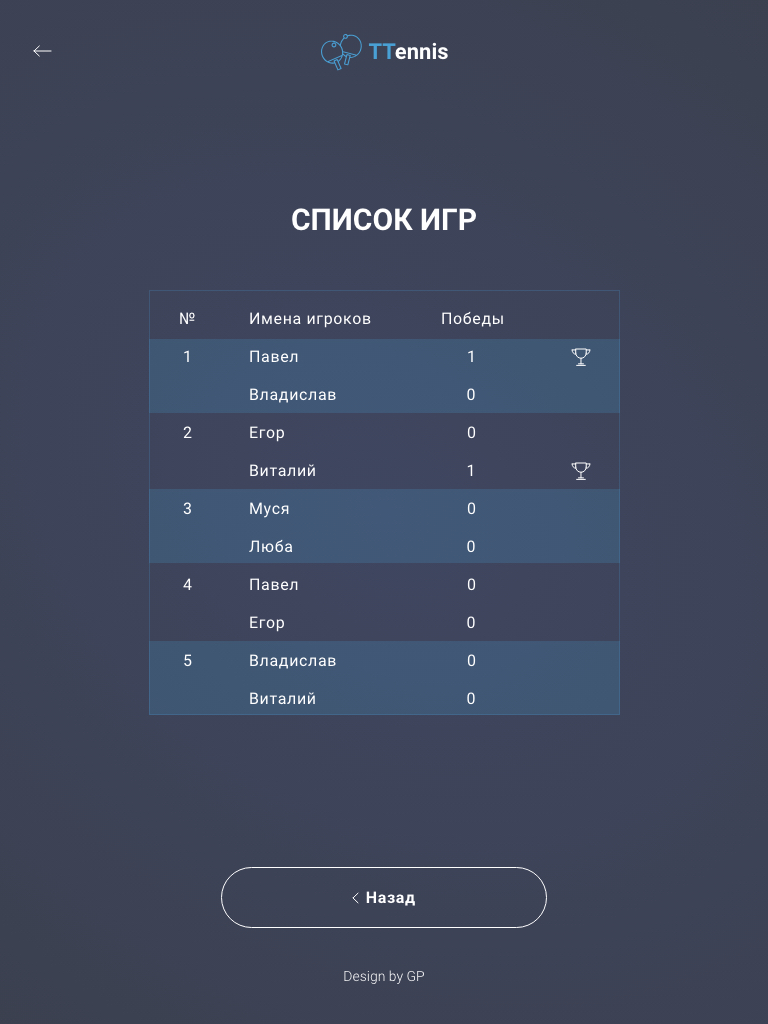 TTennis
СПИСОК ИГР
№ Имена игроков Победы
1 Павел 1
Владислав 0
2 Егор 0
Виталий 1
3 Муся 0
Люба 0
4 Павел 0
Егор 0
5 Владислав 0
Виталий 0
Назад
Design by GP